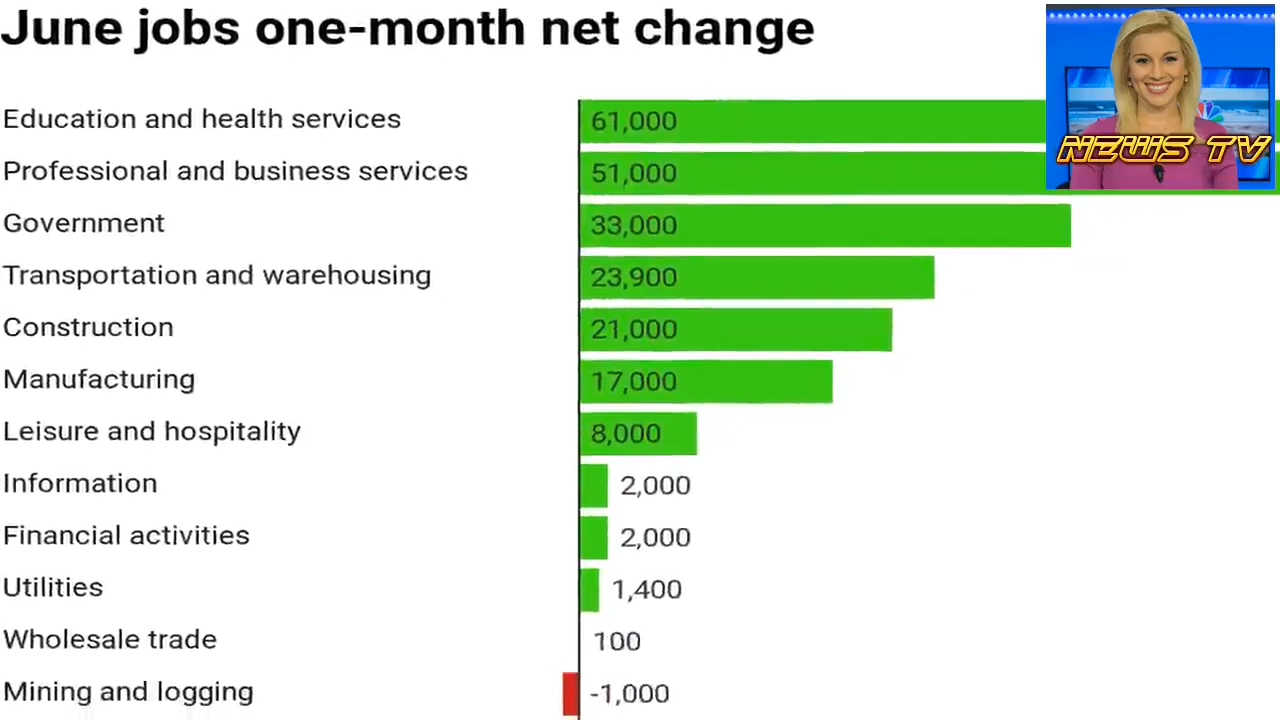 June jobs one-month net change
Education and health services 61,000
Professional and business services 51,000
NEWS TV
Government 33,000
Transportation and warehousing 23,900
Construction 21,000
Manufacturing 17,000
Leisure and hospitality 8,000
Information 2,000
Financial activities 2,000
Utilities 1,400
Wholesale trade 100
Mining and logging -1,000